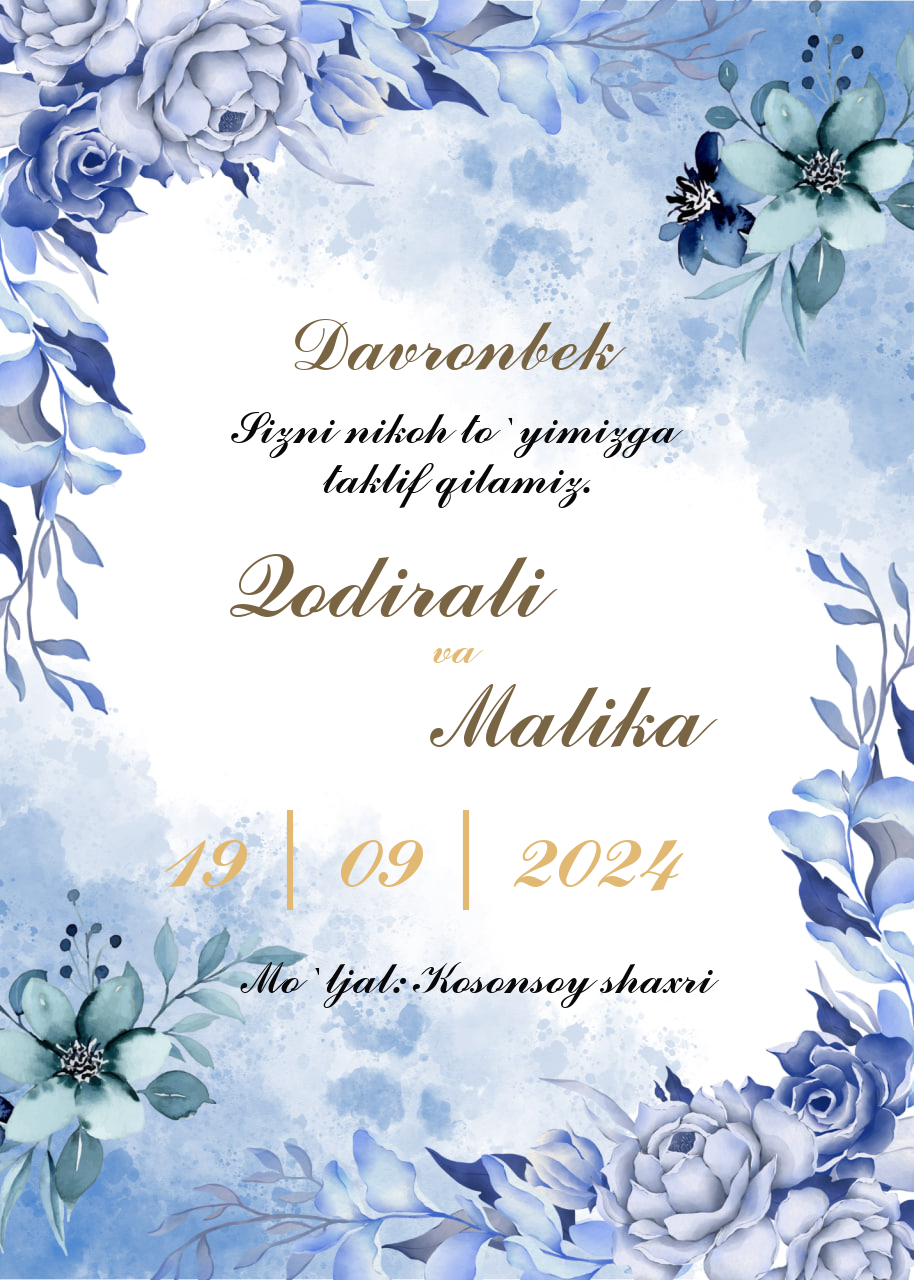 Davronbek
Sizni nikoh to`yimizga
taklif qilamiz.
Qodirali
va
Malika
19 | 09 | 2024
Mo`ljal: Kosonsoy shaxri